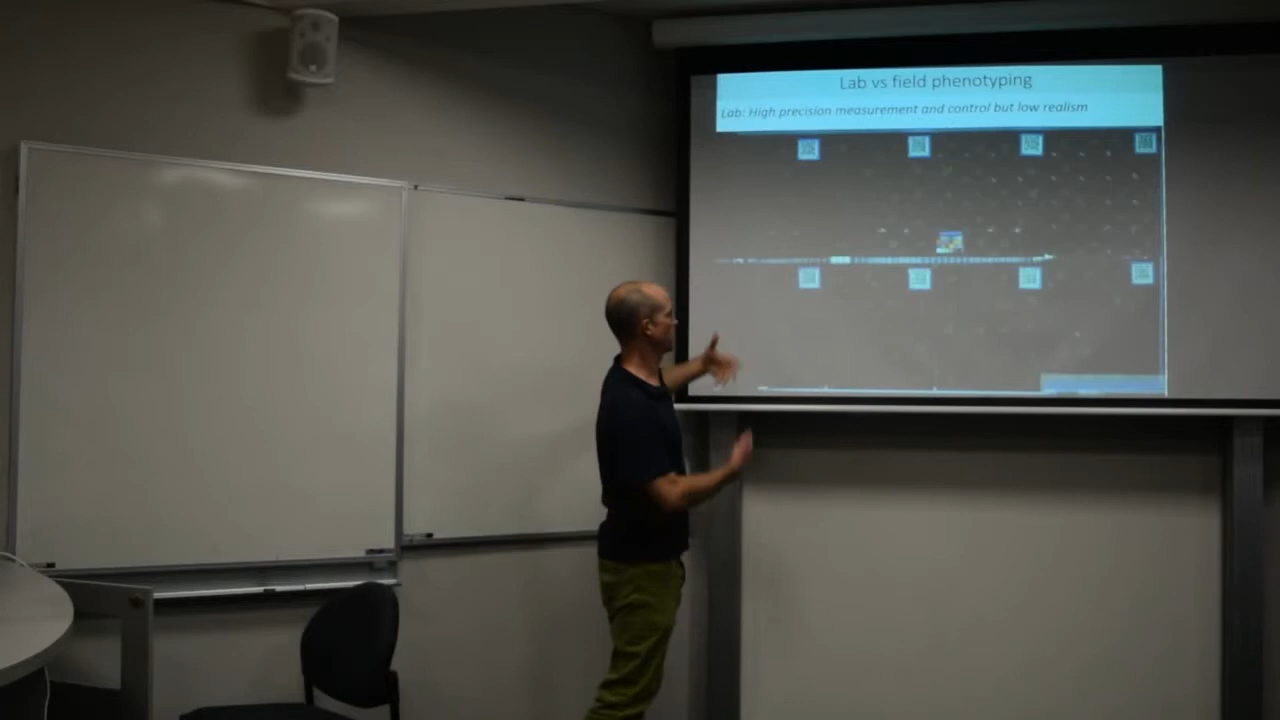 Lab vs field phenotyping
Lab: High precision measurement and control but low realism